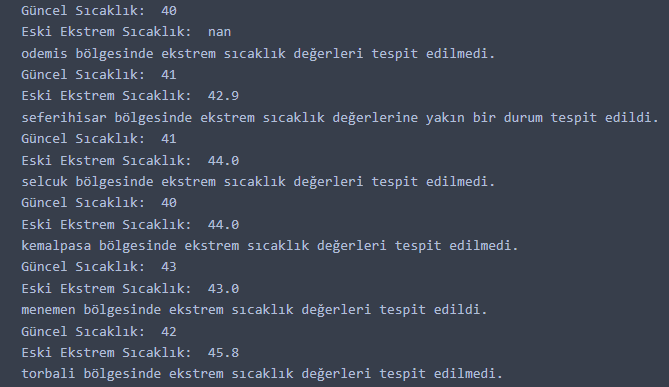 Güncel Sıcaklık:  40
Eski Ekstrem Sıcaklık:  nan
odemis bölgesinde ekstrem sıcaklık değerleri tespit edilmedi.
Güncel Sıcaklık:  41
Eski Ekstrem Sıcaklık:  42.9
seferihisar bölgesinde ekstrem sıcaklık değerlerine yakın bir durum tespit edildi.
Güncel Sıcaklık:  41
Eski Ekstrem Sıcaklık:  44.0
selcuk bölgesinde ekstrem sıcaklık değerleri tespit edilmedi.
Güncel Sıcaklık:  40
Eski Ekstrem Sıcaklık:  44.0
kemalpasa bölgesinde ekstrem sıcaklık değerleri tespit edilmedi.
Güncel Sıcaklık:  43
Eski Ekstrem Sıcaklık:  43.0
menemen bölgesinde ekstrem sıcaklık değerleri tespit edildi.
Güncel Sıcaklık:  42
Eski Ekstrem Sıcaklık:  45.8
torbali bölgesinde ekstrem sıcaklık değerleri tespit edilmedi.